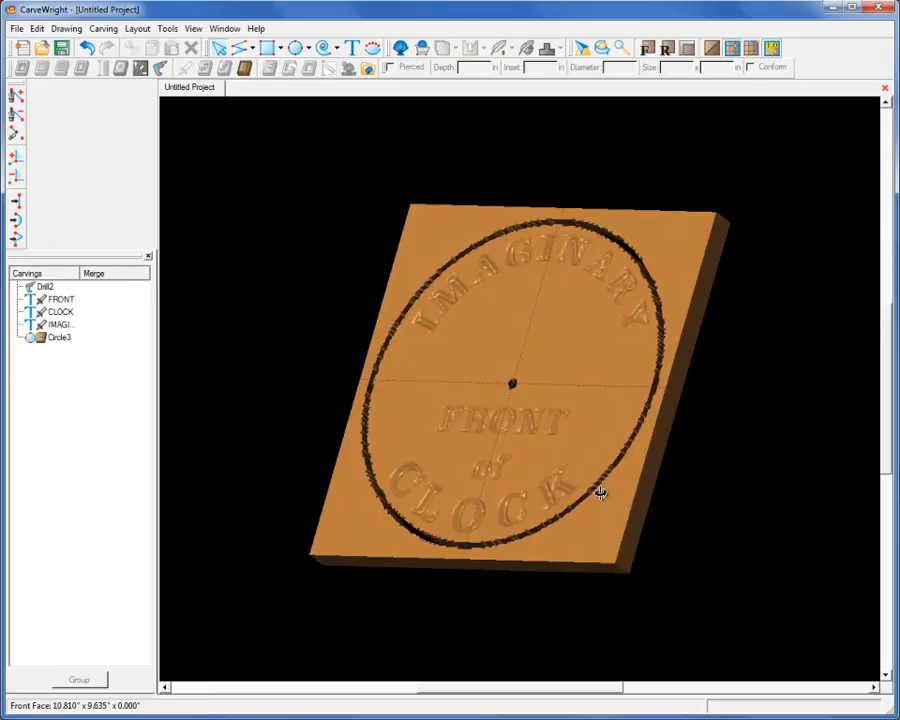 CarveWright - [Untitled Project]
File Edit Drawing Carving Layout Tools View Window Help
Pierced Depth: in Inset: in Diameter: in Size: x in Conform
Untitled Project
IMAGINARY
FRONT
of
CLOCK
Carvings Merge
Drill2
FRONT
CLOCK
IMAGI...
Circle3
Group
Front Face: 10.810" x 9.635" x 0.000"